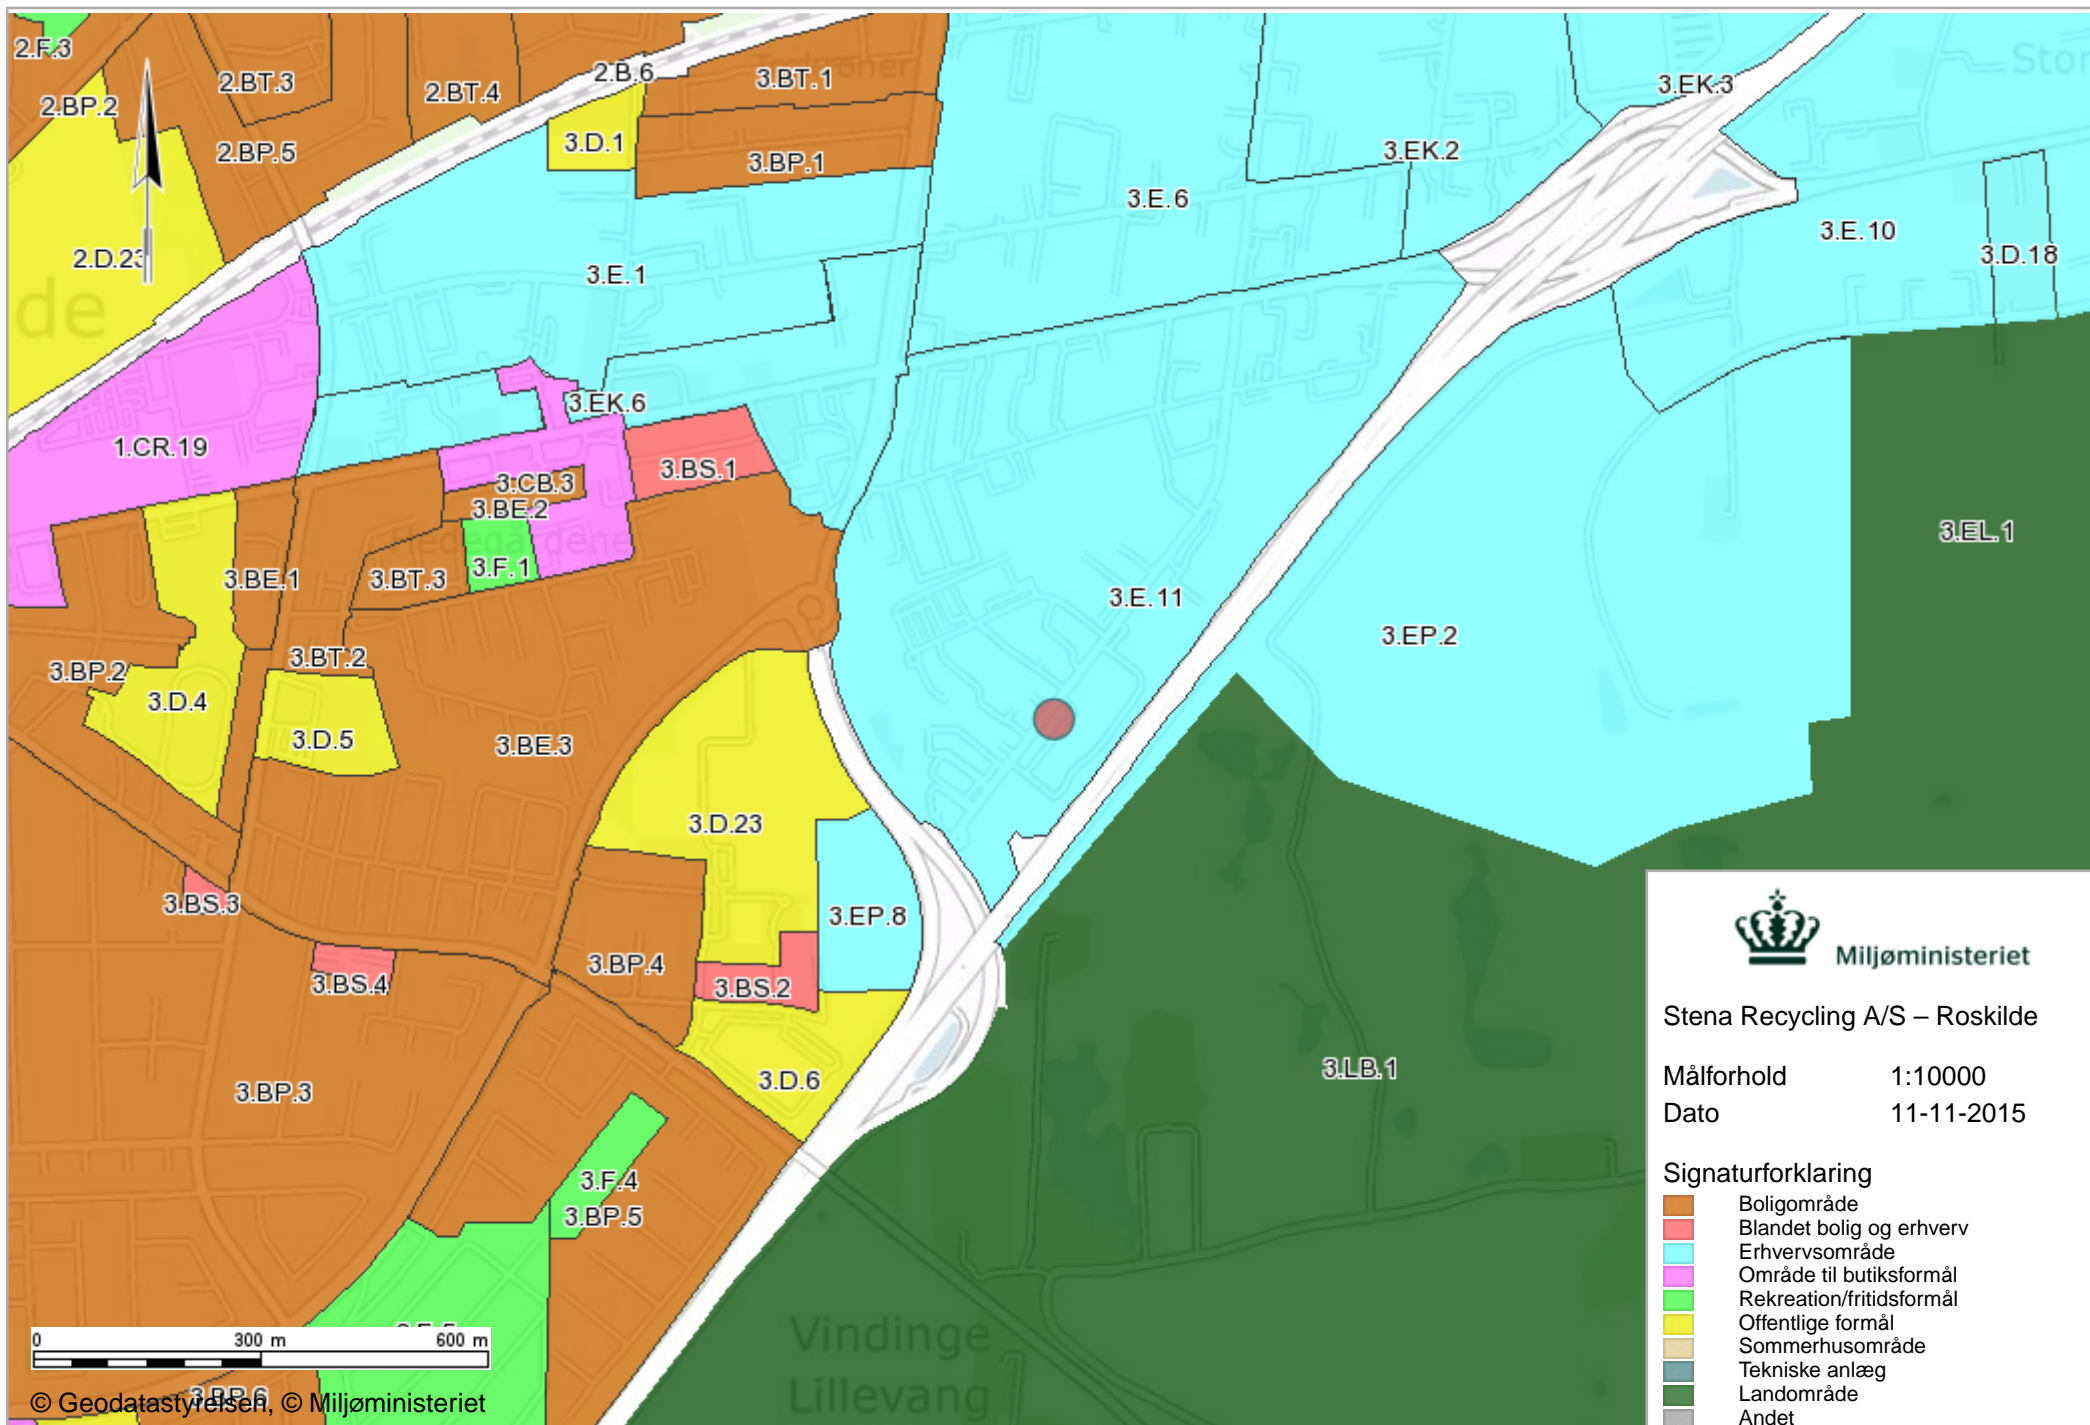 2.F.3
2.BP.2
2.BT.3
2.BT.4
2.BP.5
2.B.6
3.BT.1
3.D.1
3.BP.1
3.EK.3
3.EK.2
3.E.6
3.E.10
3.D.18
2.D.23
de
3.E.1
3.EK.6
1.CR.19
3.BS.1
3.CB.3
3.BE.2
3.EL.1
3.BE.1
3.BT.3
3.F.1
3.E.11
3.EP.2
3.BT.2
3.BP.2
3.D.4
3.D.5
3.BE.3
3.D.23
3.BS.3
3.EP.8
3.BP.4
3.BS.4
3.BS.2
3.D.6
3.LB.1
3.BP.3
3.F.4
3.BP.5
Vindinge
Lillevang
0 300 m 600 m
3.BP.6
© Geodatastyrelsen, © Miljøministeriet
Miljøministeriet
Stena Recycling A/S – Roskilde
Målforhold 1:10000
Dato 11-11-2015
Signaturforklaring
Boligområde
Blandet bolig og erhverv
Erhvervsområde
Område til butiksformål
Rekreation/fritidsformål
Offentlige formål
Sommerhusområde
Tekniske anlæg
Landområde
Andet